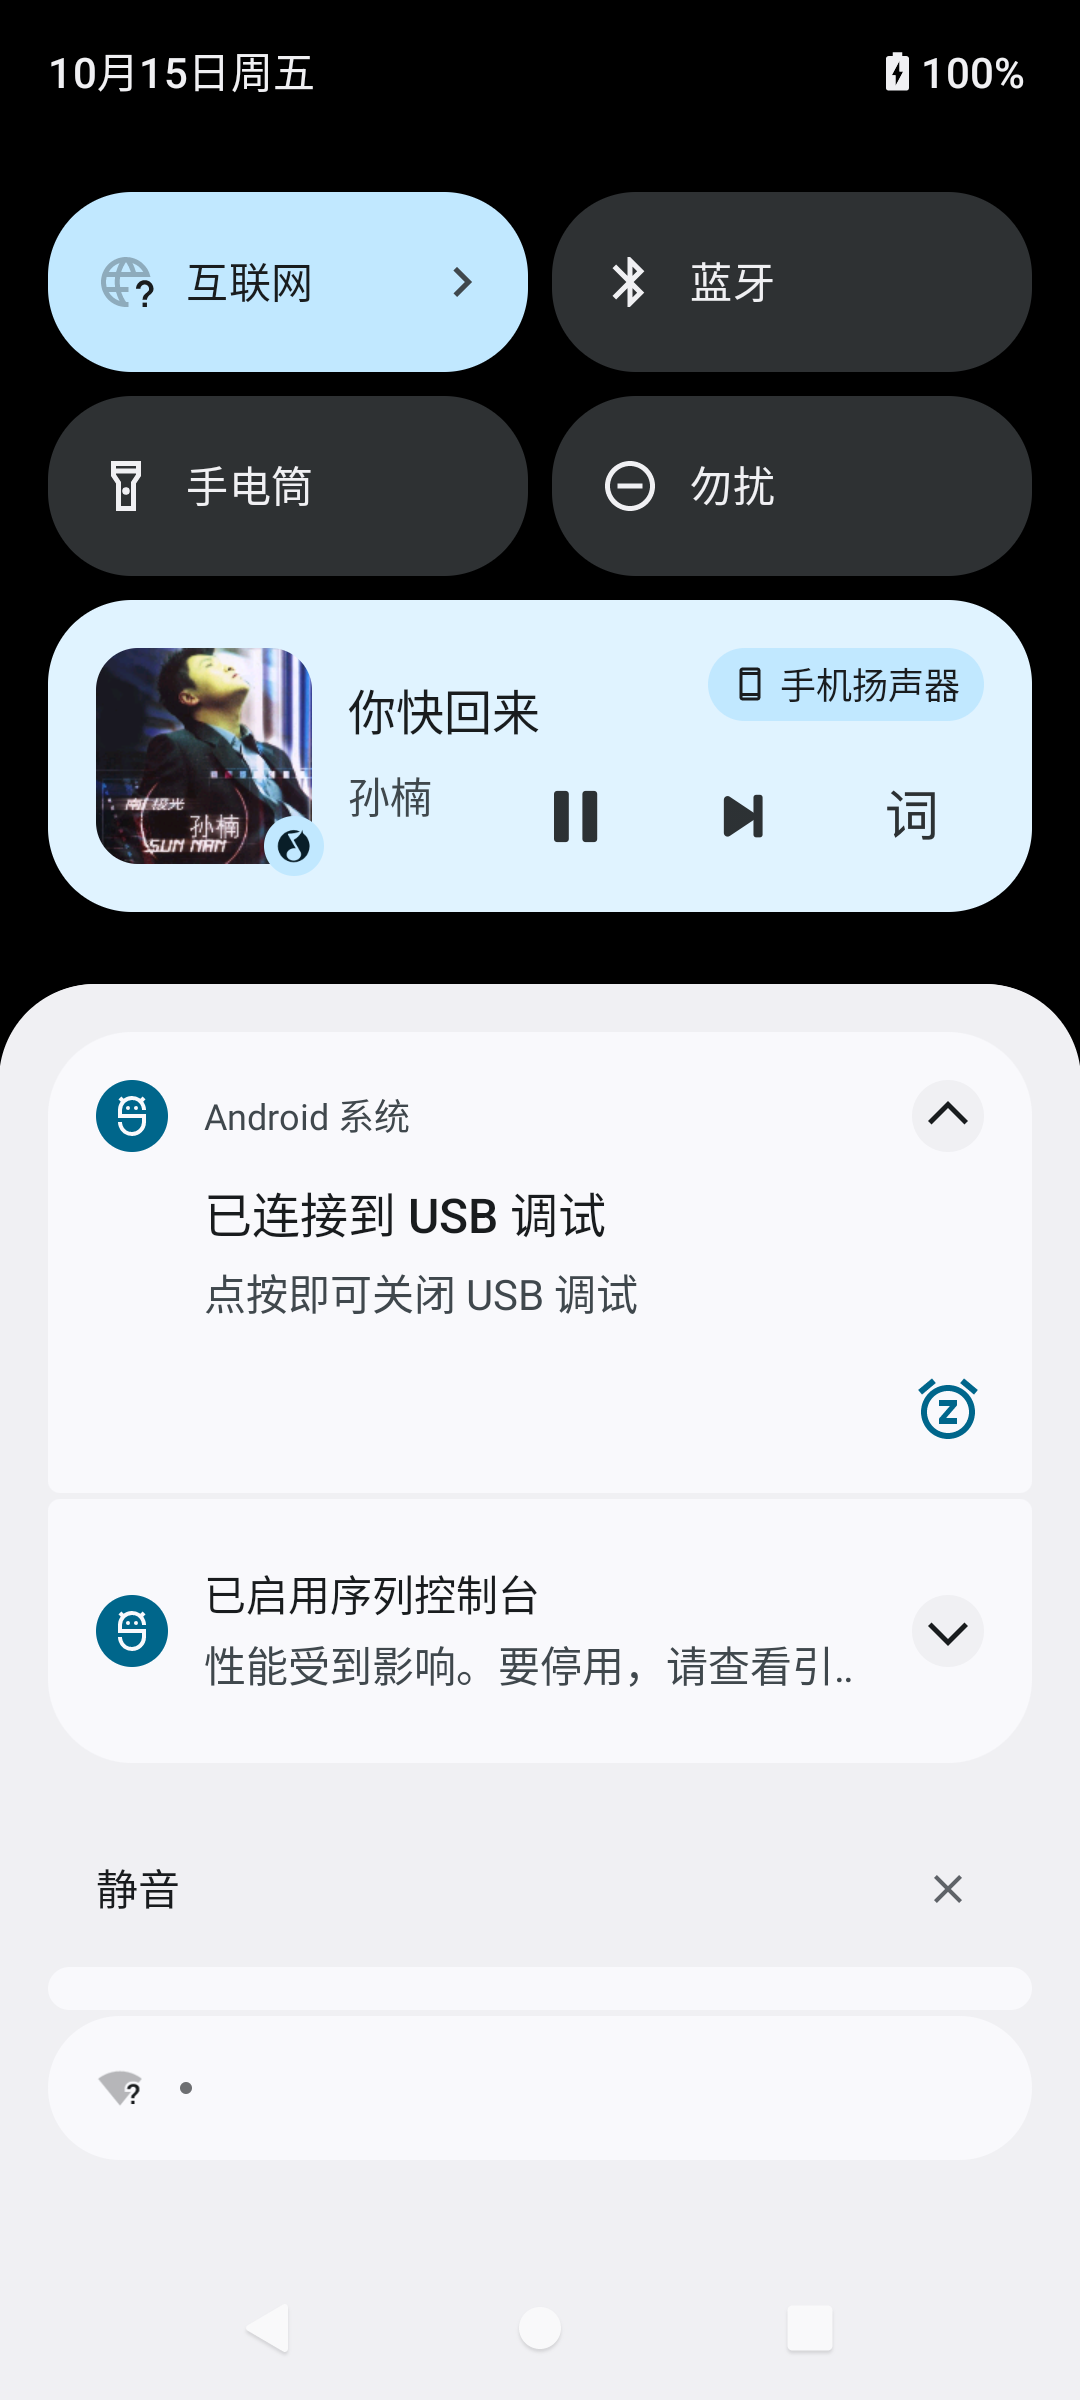 10月15日周五
100%
互联网
蓝牙
手电筒
勿扰
手机扬声器
你快回来
孙楠
词
南极光
孙楠
SUN NAN
Android 系统
已连接到 USB 调试
点按即可关闭 USB 调试
已启用序列控制台
性能受到影响。要停用，请查看引..
静音